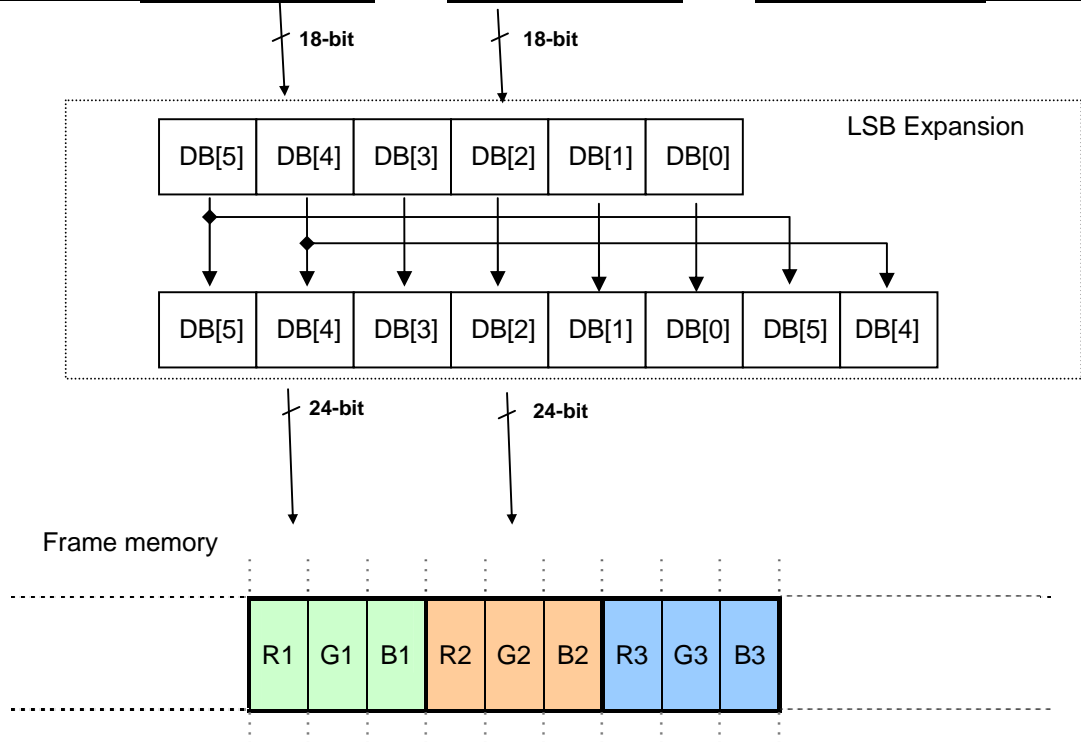 18-bit 18-bit
LSB Expansion
DB[5] DB[4] DB[3] DB[2] DB[1] DB[0]
DB[5] DB[4] DB[3] DB[2] DB[1] DB[0] DB[5] DB[4]
24-bit 24-bit
Frame memory
R1 G1 B1 R2 G2 B2 R3 G3 B3